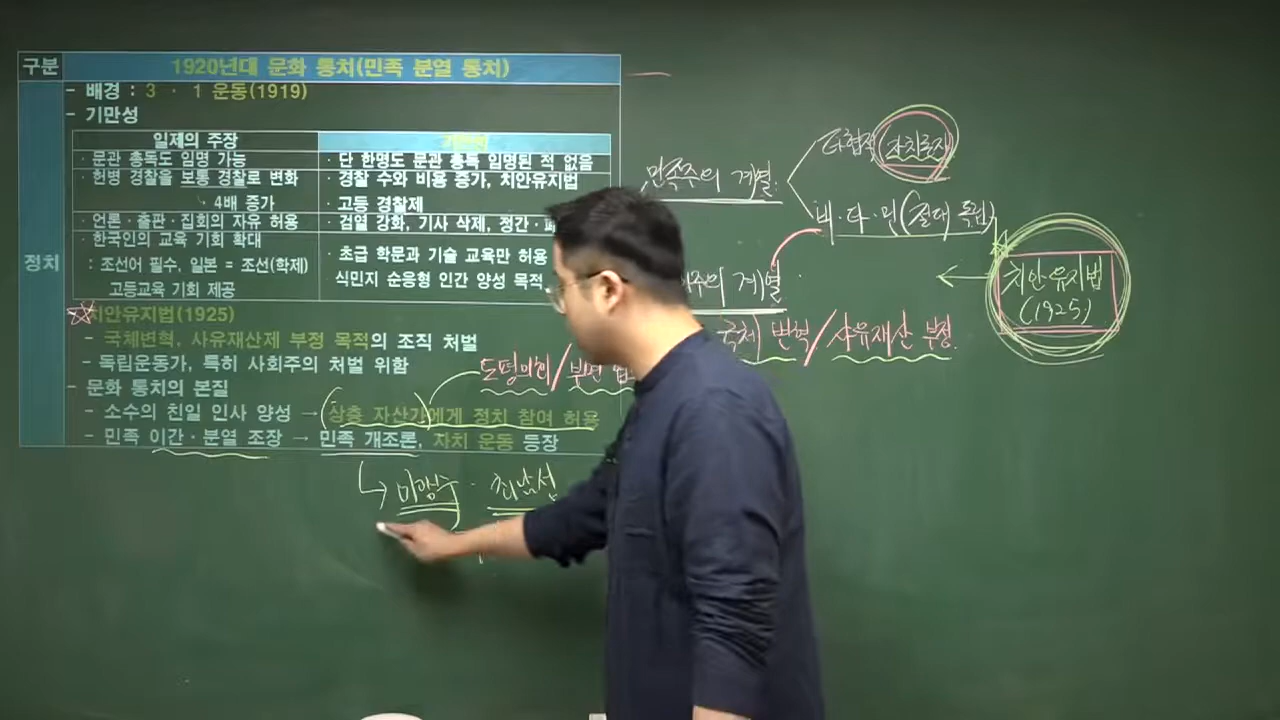 구분
1920년대 문화 통치(민족 분열 통치)
정치
- 배경 : 3 · 1 운동(1919)
- 기만성
일제의 주장
· 문관 총독도 임명 가능
· 단 한명도 문관 총독 임명된 적 없음
· 헌병 경찰을 보통 경찰로 변화
4배 증가
· 경찰 수와 비용 증가, 치안유지법
· 고등 경찰제
· 언론·출판·집회의 자유 허용
· 검열 강화, 기사 삭제, 정간·
· 한국인의 교육 기회 확대
: 조선어 필수, 일본 = 조선(학제)
고등교육 기회 제공
· 초급 학문과 기술 교육만 허용
식민지 순응형 인간 양성 목적
치안유지법(1925)
- 국체변혁, 사유재산제 부정 목적의 조직 처벌
- 독립운동가, 특히 사회주의 처벌 위함
- 문화 통치의 본질
- 소수의 친일 인사 양성 → 상층 자산가에게 정치 참여 허용
- 민족 이간·분열 조장 → 민족 개조론, 자치 운동 등장
민족주의 계열
타협적 자치론자
비·타·민(절대 독립)
주의 계열
치안유지법
(1925)
국체 변혁/사유재산 부정
도평의회/부면
이광수 · 최남선